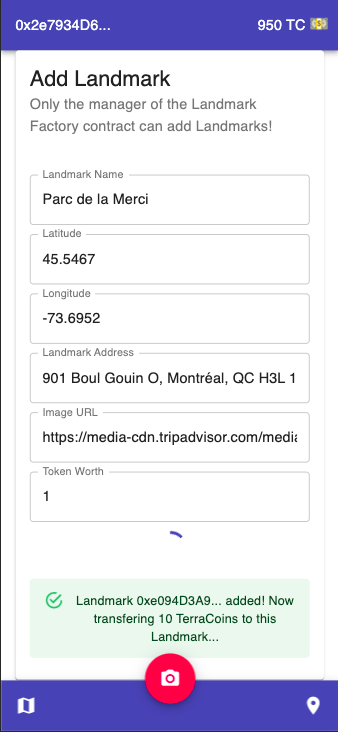 0x2e7934D6... 950 TC 💵
Add Landmark
Only the manager of the Landmark
Factory contract can add Landmarks!
Landmark Name
Parc de la Merci
Latitude
45.5467
Longitude
-73.6952
Landmark Address
901 Boul Gouin O, Montréal, QC H3L 1
Image URL
https://media-cdn.tripadvisor.com/media
Token Worth
1
Landmark 0xe094D3A9... added! Now
transfering 10 TerraCoins to this
Landmark...